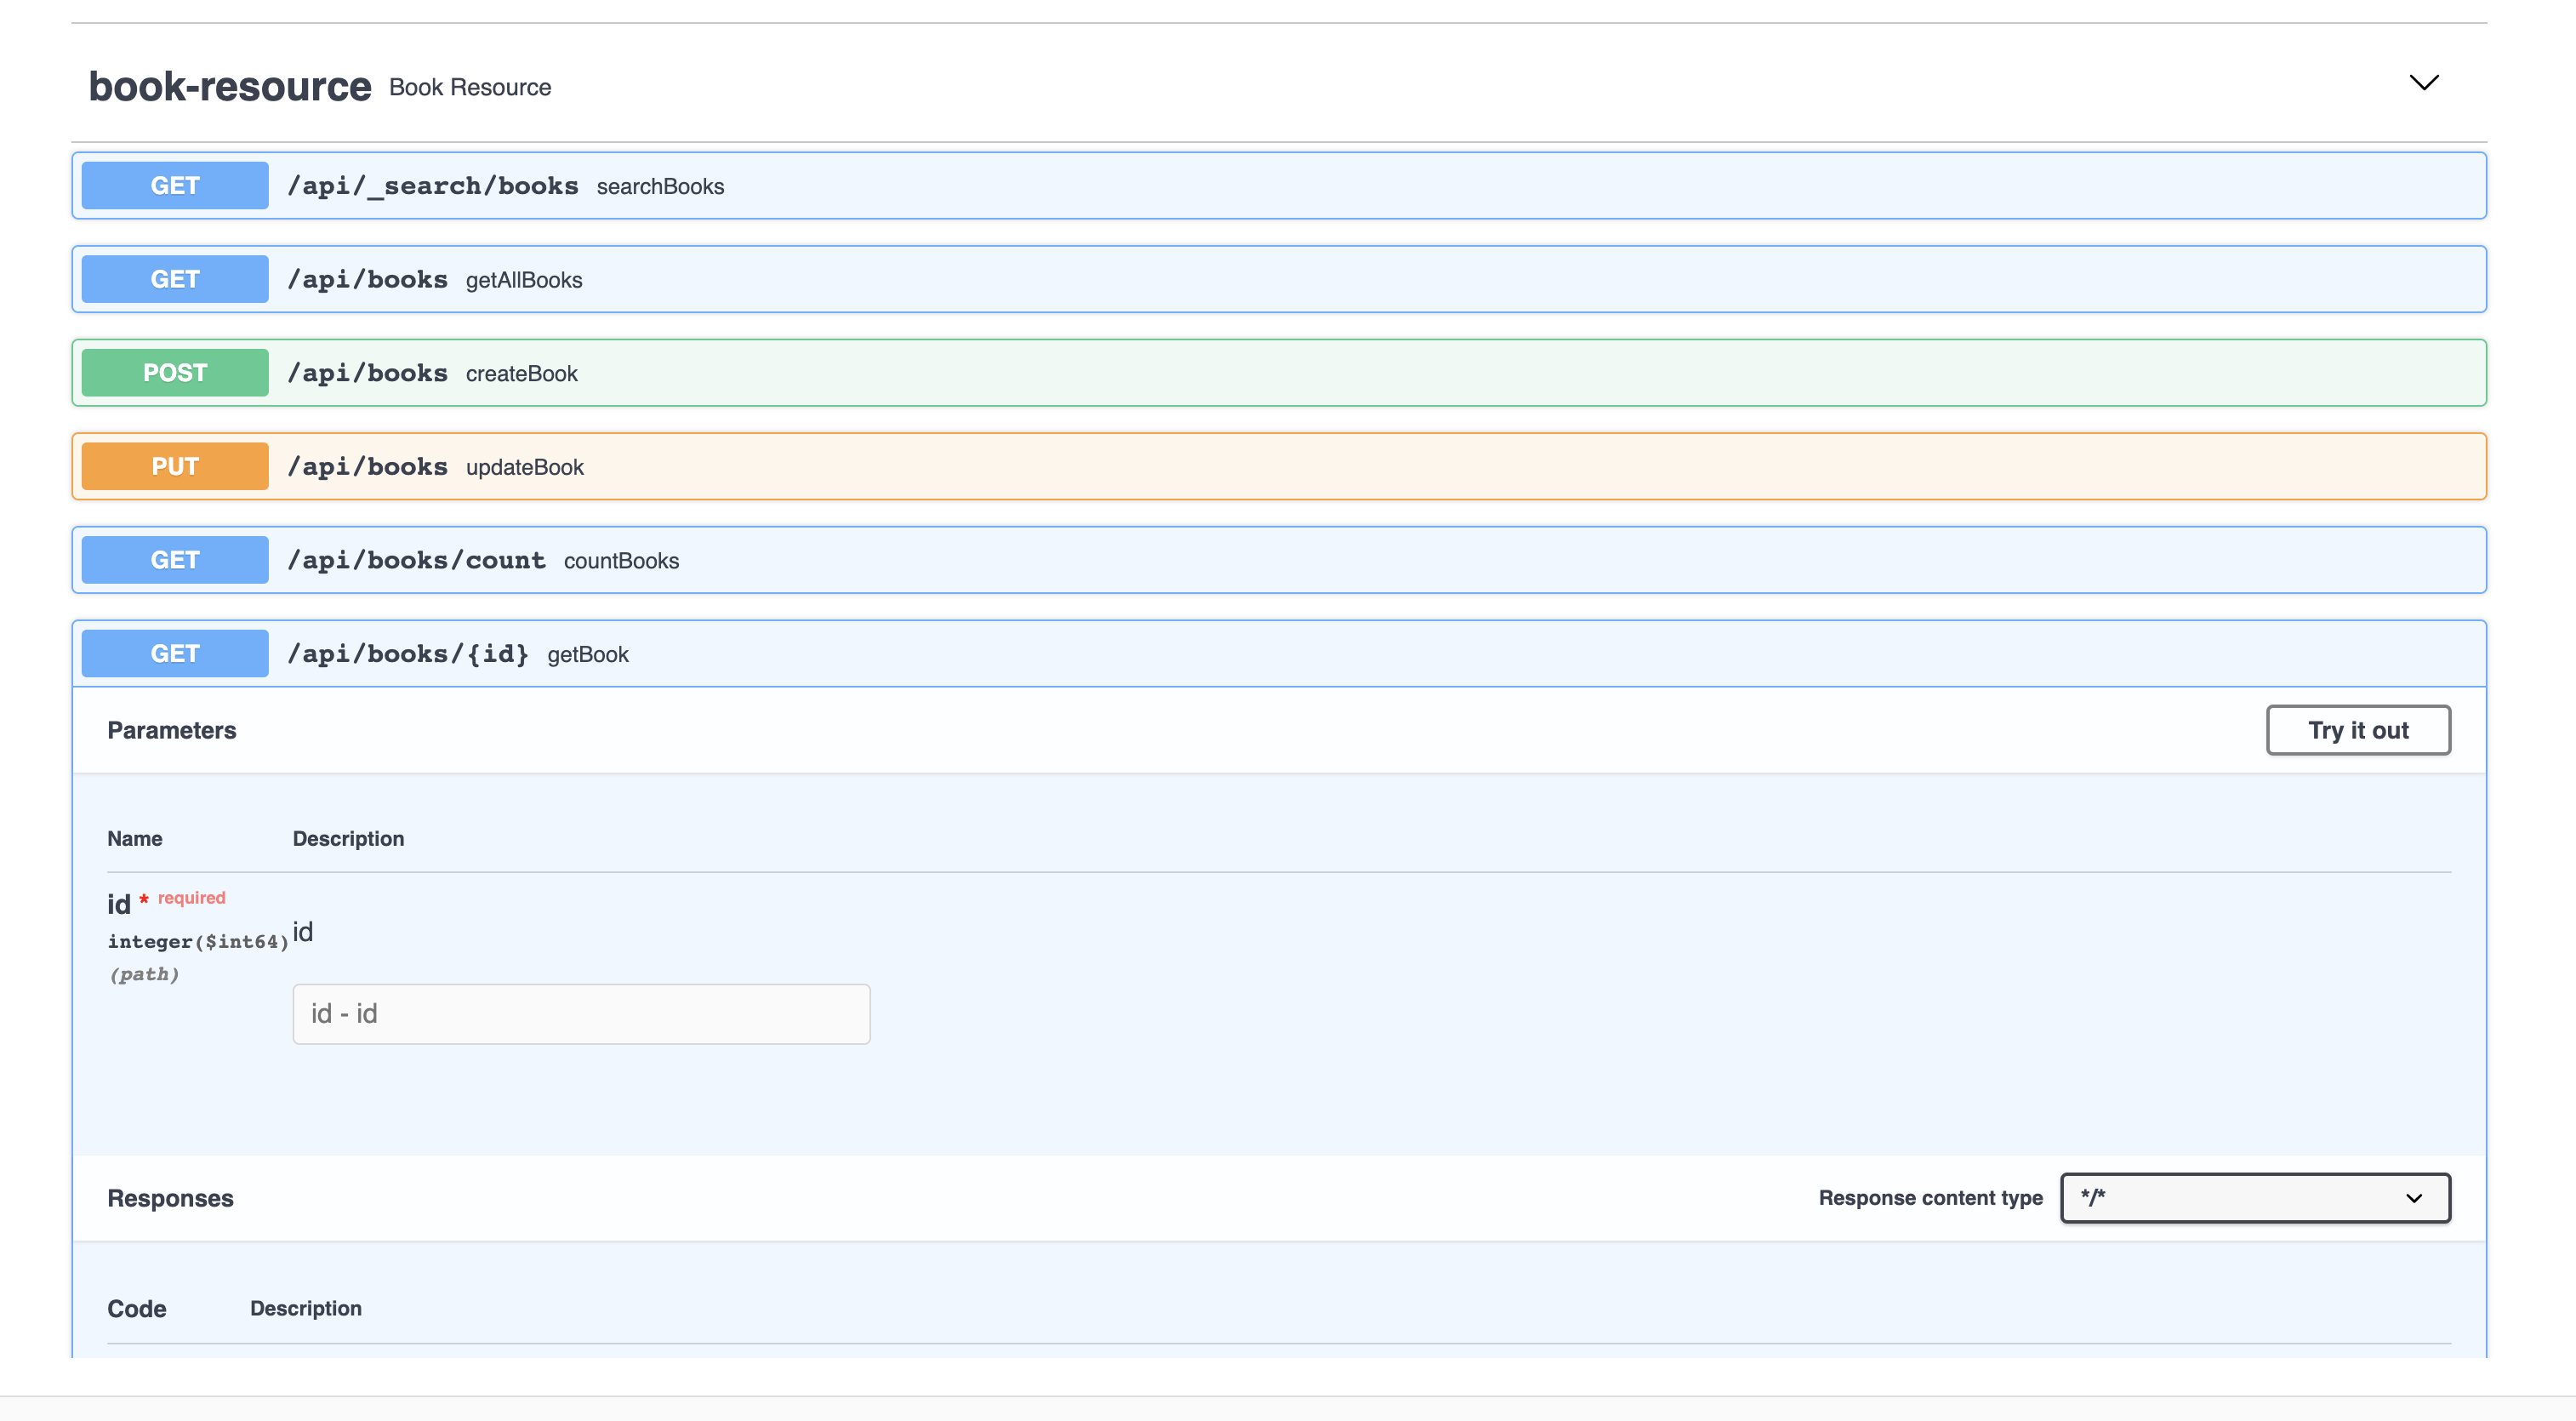 book-resource Book Resource
GET /api/_search/books searchBooks
GET /api/books getAllBooks
POST /api/books createBook
PUT /api/books updateBook
GET /api/books/count countBooks
GET /api/books/{id} getBook
Parameters Try it out
Name Description
id * required
integer($int64) id
(path)
id - id
Responses Response content type */*
Code Description